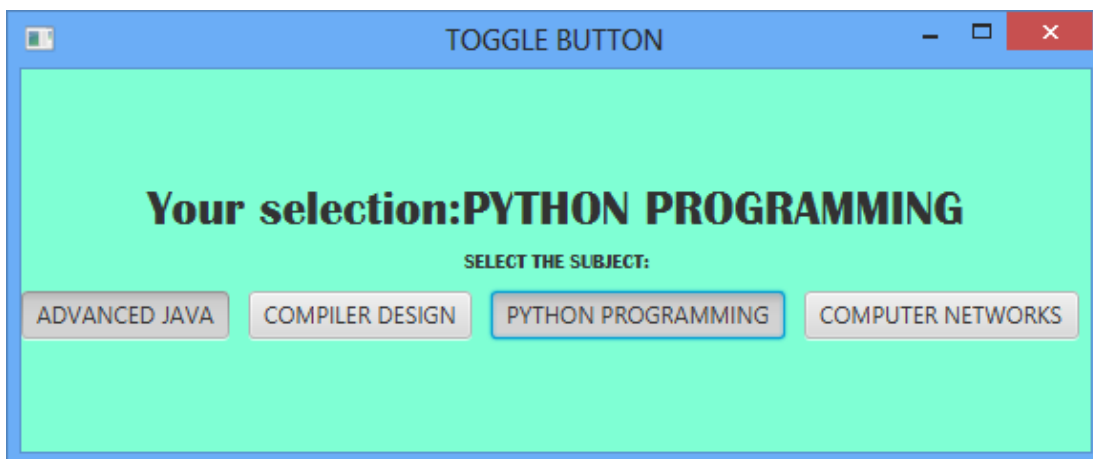 TOGGLE BUTTON
Your selection:PYTHON PROGRAMMING
SELECT THE SUBJECT:
ADVANCED JAVA COMPILER DESIGN PYTHON PROGRAMMING COMPUTER NETWORKS